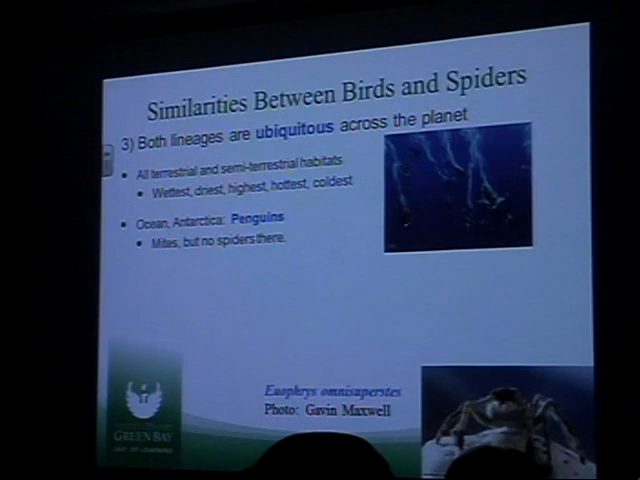 Similarities Between Birds and Spiders
3) Both lineages are ubiquitous across the planet
• All terrestrial and semi-terrestrial habitats
• Wettest, driest, highest, hottest, coldest
• Ocean, Antarctica: Penguins
• Mites, but no spiders there.
Euophrys omnisuperstes
Photo: Gavin Maxwell
GREEN BAY